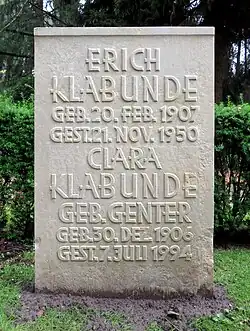 ERICH
KLABUNDE
GEB. 20. FEB. 1907
GEST. 21. NOV. 1950
CLARA
KLABUNDE
GEB. GENTER
GEB. 30. DEZ. 1906
GEST. 7. JULI 1994